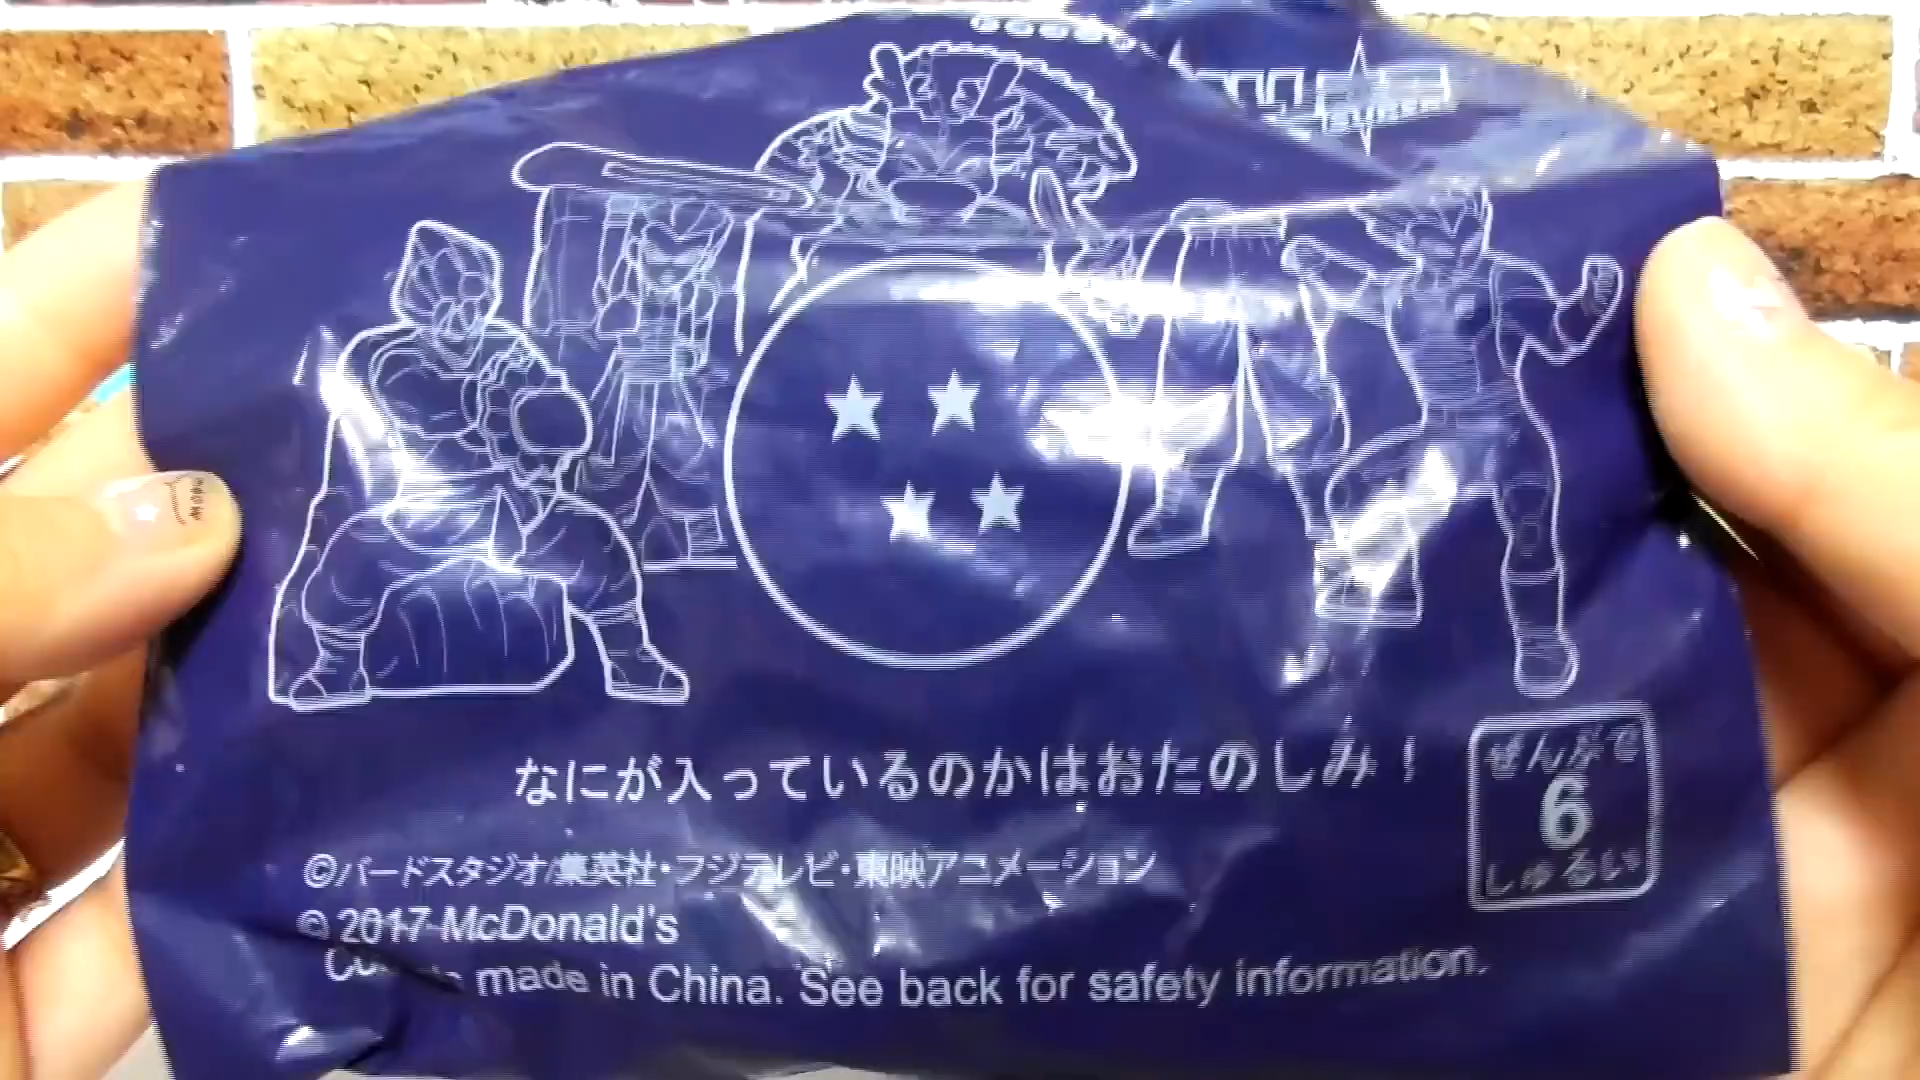 なにが入っているのかはおたのしみ！
ぜんぶで
6
しゅるい
©バードスタジオ/集英社・フジテレビ・東映アニメーション
© 2017 McDonald's
made in China. See back for safety information.